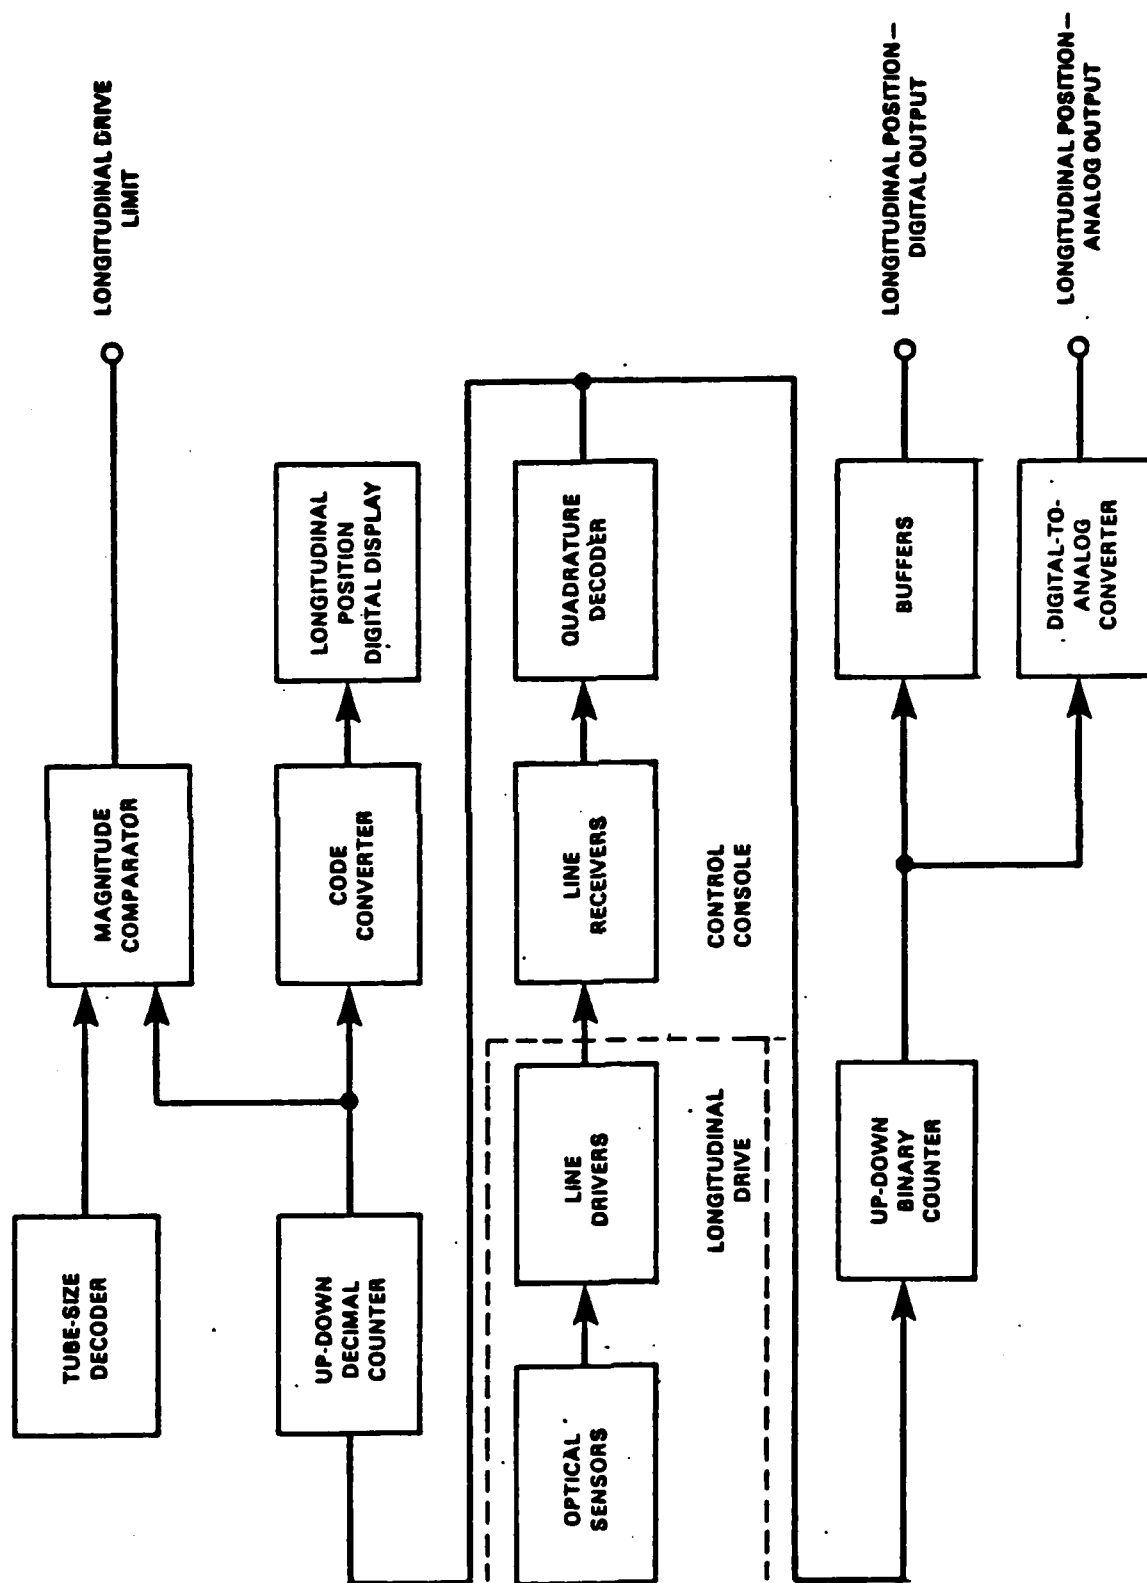 TUBE-SIZE
DECODER
MAGNITUDE
COMPARATOR
LONGITUDINAL DRIVE
LIMIT
UP-DOWN
DECIMAL
COUNTER
CODE
CONVERTER
LONGITUDINAL
POSITION
DIGITAL DISPLAY
OPTICAL
SENSORS
LINE
DRIVERS
LINE
RECEIVERS
QUADRATURE
DECODER
LONGITUDINAL
DRIVE
CONTROL
CONSOLE
UP-DOWN
BINARY
COUNTER
BUFFERS
LONGITUDINAL POSITION—
DIGITAL OUTPUT
DIGITAL-TO-
ANALOG
CONVERTER
LONGITUDINAL POSITION—
ANALOG OUTPUT